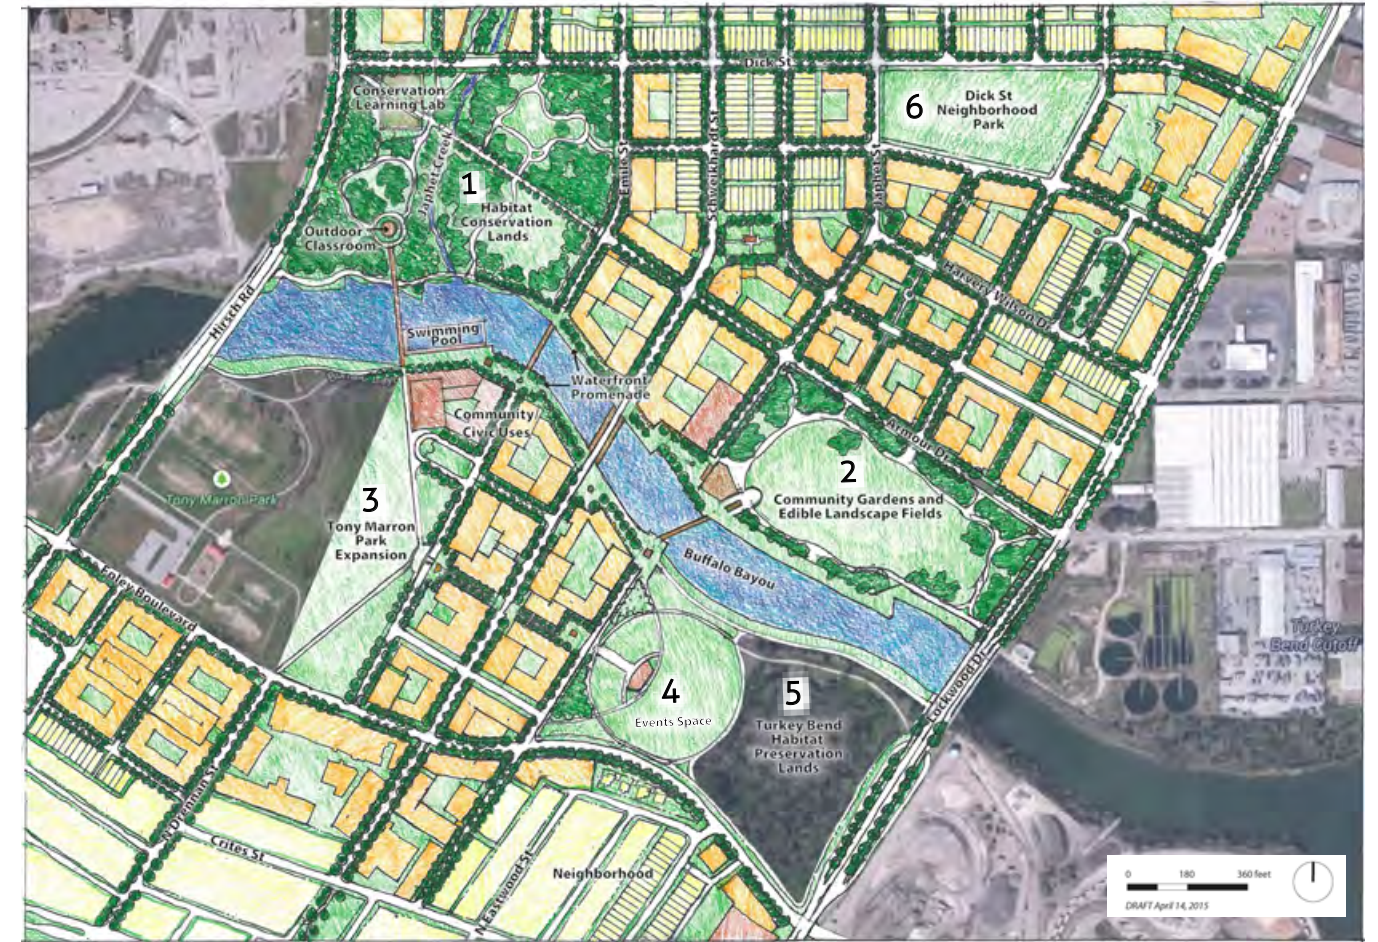 Dick St
6
Dick St
Neighborhood
Park
Conservation
Learning Lab
Japhet Creek
Emile St
Schweikhardt St
Japhet St
1
Habitat
Conservation
Lands
Outdoor
Classroom
Hirsch Rd
Harvery Wilson Dr
Swimming
Pool
Waterfront
Promenade
Community/
Civic Uses
Armour Dr
2
Community Gardens and
Edible Landscape Fields
3
Tony Marron
Park
Expansion
Tony Marron Park
Buffalo Bayou
Foley Boulevard
Turkey
Bend Cutoff
Lockwood Dr
4
Events Space
5
Turkey Bend
Habitat
Preservation
Lands
N Drennan St
Crites St
N Eastwood St
Neighborhood
0 180 360 feet
DRAFT April 14, 2015